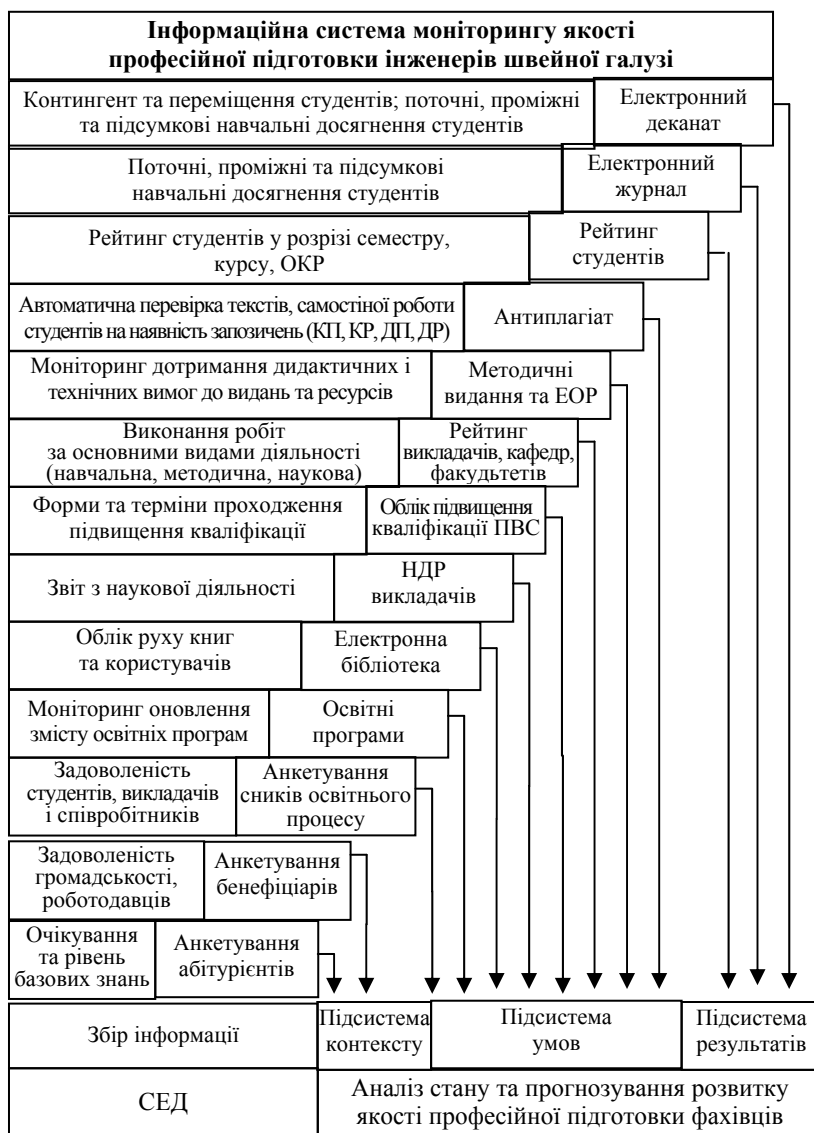 Інформаційна система моніторингу якості
професійної підготовки інженерів швейної галузі
Контингент та переміщення студентів; поточні, проміжні
та підсумкові навчальні досягнення студентів
Електронний
деканат
Поточні, проміжні та підсумкові
навчальні досягнення студентів
Електронний
журнал
Рейтинг студентів у розрізі семестру,
курсу, ОКР
Рейтинг
студентів
Автоматична перевірка текстів, самостіної роботи
студентів на наявність запозичень (КП, КР, ДП, ДР)
Антиплагіат
Моніторинг дотримання дидактичних і
технічних вимог до видань та ресурсів
Методичні
видання та ЕОР
Виконання робіт
за основними видами діяльності
(навчальна, методична, наукова)
Рейтинг
викладачів, кафедр,
факудьтетів
Форми та терміни проходження
підвищення кваліфікації
Облік підвищення
кваліфікації ПВС
Звіт з наукової діяльності
НДР
викладачів
Облік руху книг
та користувачів
Електронна
бібліотека
Моніторинг оновлення
змісту освітніх програм
Освітні
програми
Задоволеність
студентів, викладачів
і співробітників
Анкетування
сників освітнього
процесу
Задоволеність
громадськості,
роботодавців
Анкетування
бенефіціарів
Очікування
та рівень
базових знань
Анкетування
абітурієнтів
Збір інформації
Підсистема
контексту
Підсистема
умов
Підсистема
результатів
СЕД
Аналіз стану та прогнозування розвитку
якості професійної підготовки фахівців